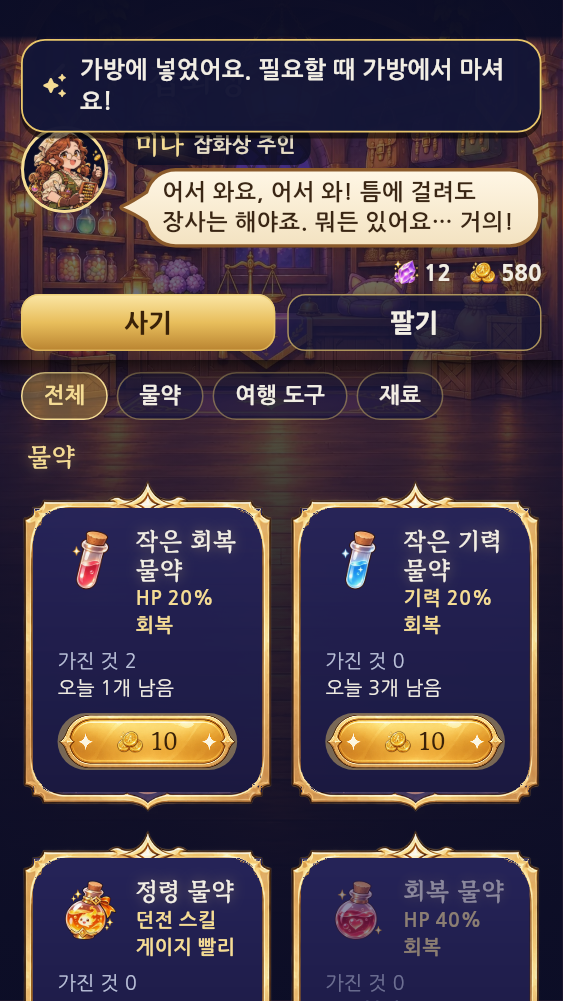 가방에 넣었어요. 필요할 때 가방에서 마셔
요!
미나 잡화상 주인
어서 와요, 어서 와! 틈에 걸려도
장사는 해야죠. 뭐든 있어요… 거의!
12 580
사기 팔기
전체 물약 여행 도구 재료
물약
작은 회복
물약
HP 20%
회복
가진 것 2
오늘 1개 남음
10
작은 기력
물약
기력 20%
회복
가진 것 0
오늘 3개 남음
10
정령 물약
던전 스킬
게이지 빨리
가진 것 0
회복 물약
HP 40%
회복
가진 것 0